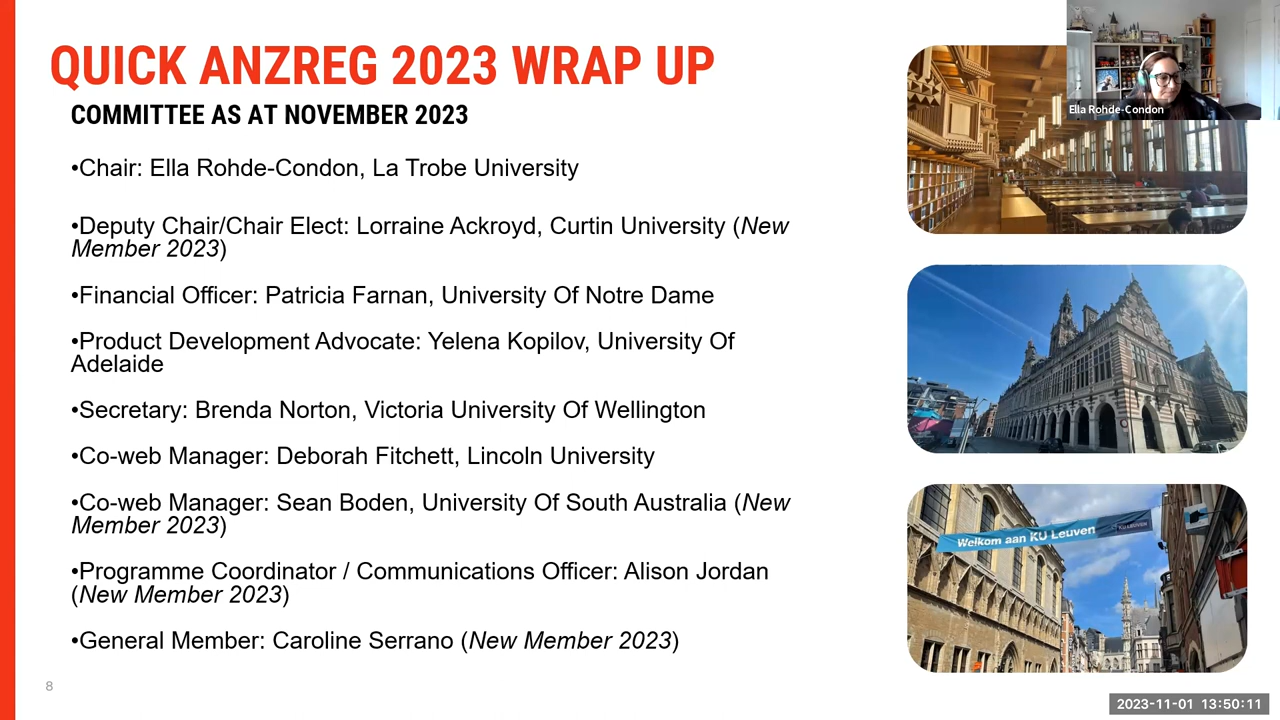 QUICK ANZREG 2023 WRAP UP
COMMITTEE AS AT NOVEMBER 2023
•Chair: Ella Rohde-Condon, La Trobe University
•Deputy Chair/Chair Elect: Lorraine Ackroyd, Curtin University (New
Member 2023)
•Financial Officer: Patricia Farnan, University Of Notre Dame
•Product Development Advocate: Yelena Kopilov, University Of
Adelaide
•Secretary: Brenda Norton, Victoria University Of Wellington
•Co-web Manager: Deborah Fitchett, Lincoln University
•Co-web Manager: Sean Boden, University Of South Australia (New
Member 2023)
•Programme Coordinator / Communications Officer: Alison Jordan
(New Member 2023)
•General Member: Caroline Serrano (New Member 2023)
8
Ella Rohde-Condon
Welkom aan KU Leuven
KU LEUVEN
2023-11-01 13:50:11